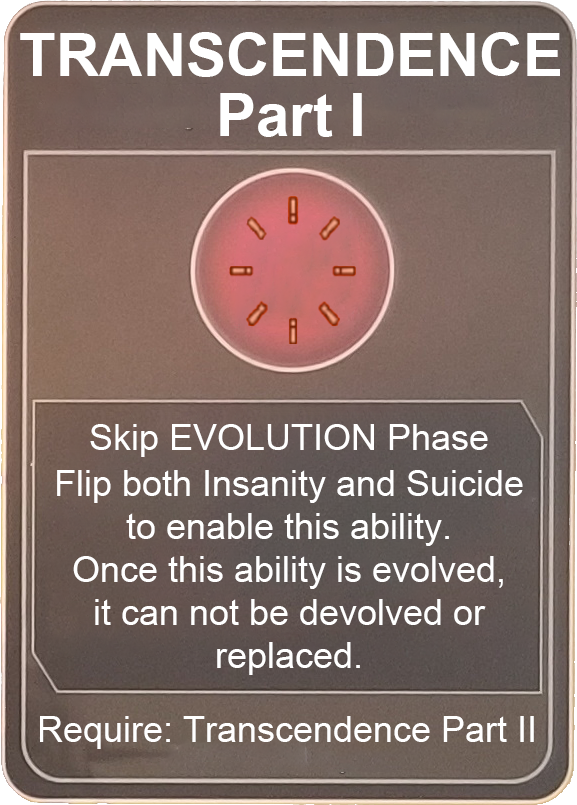 TRANSCENDENCE
Part I
Skip EVOLUTION Phase
Flip both Insanity and Suicide
to enable this ability.
Once this ability is evolved,
it can not be devolved or
replaced.
Require: Transcendence Part II